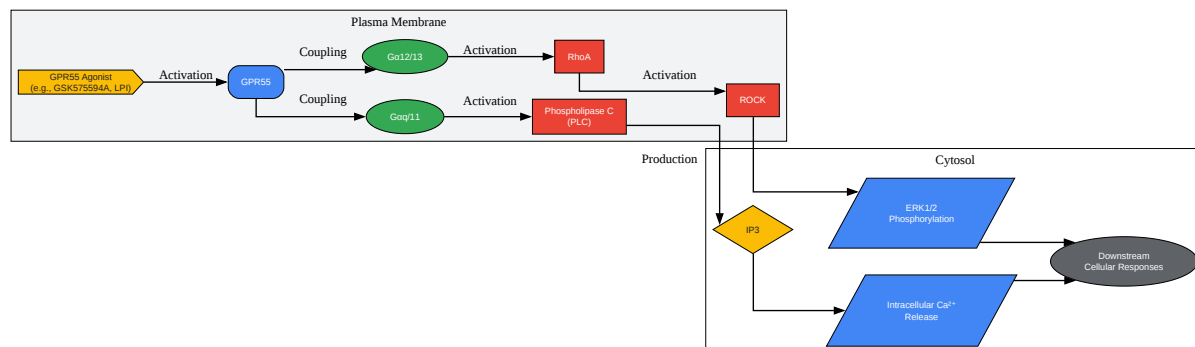 Plasma Membrane
GPR55 Agonist
(e.g., GSK575594A, LPI)
Activation
GPR55
Coupling
Coupling
Gα12/13
Gαq/11
Activation
Activation
RhoA
Phospholipase C
(PLC)
Activation
ROCK
Production
Cytosol
IP3
ERK1/2
Phosphorylation
Intracellular Ca²⁺
Release
Downstream
Cellular Responses